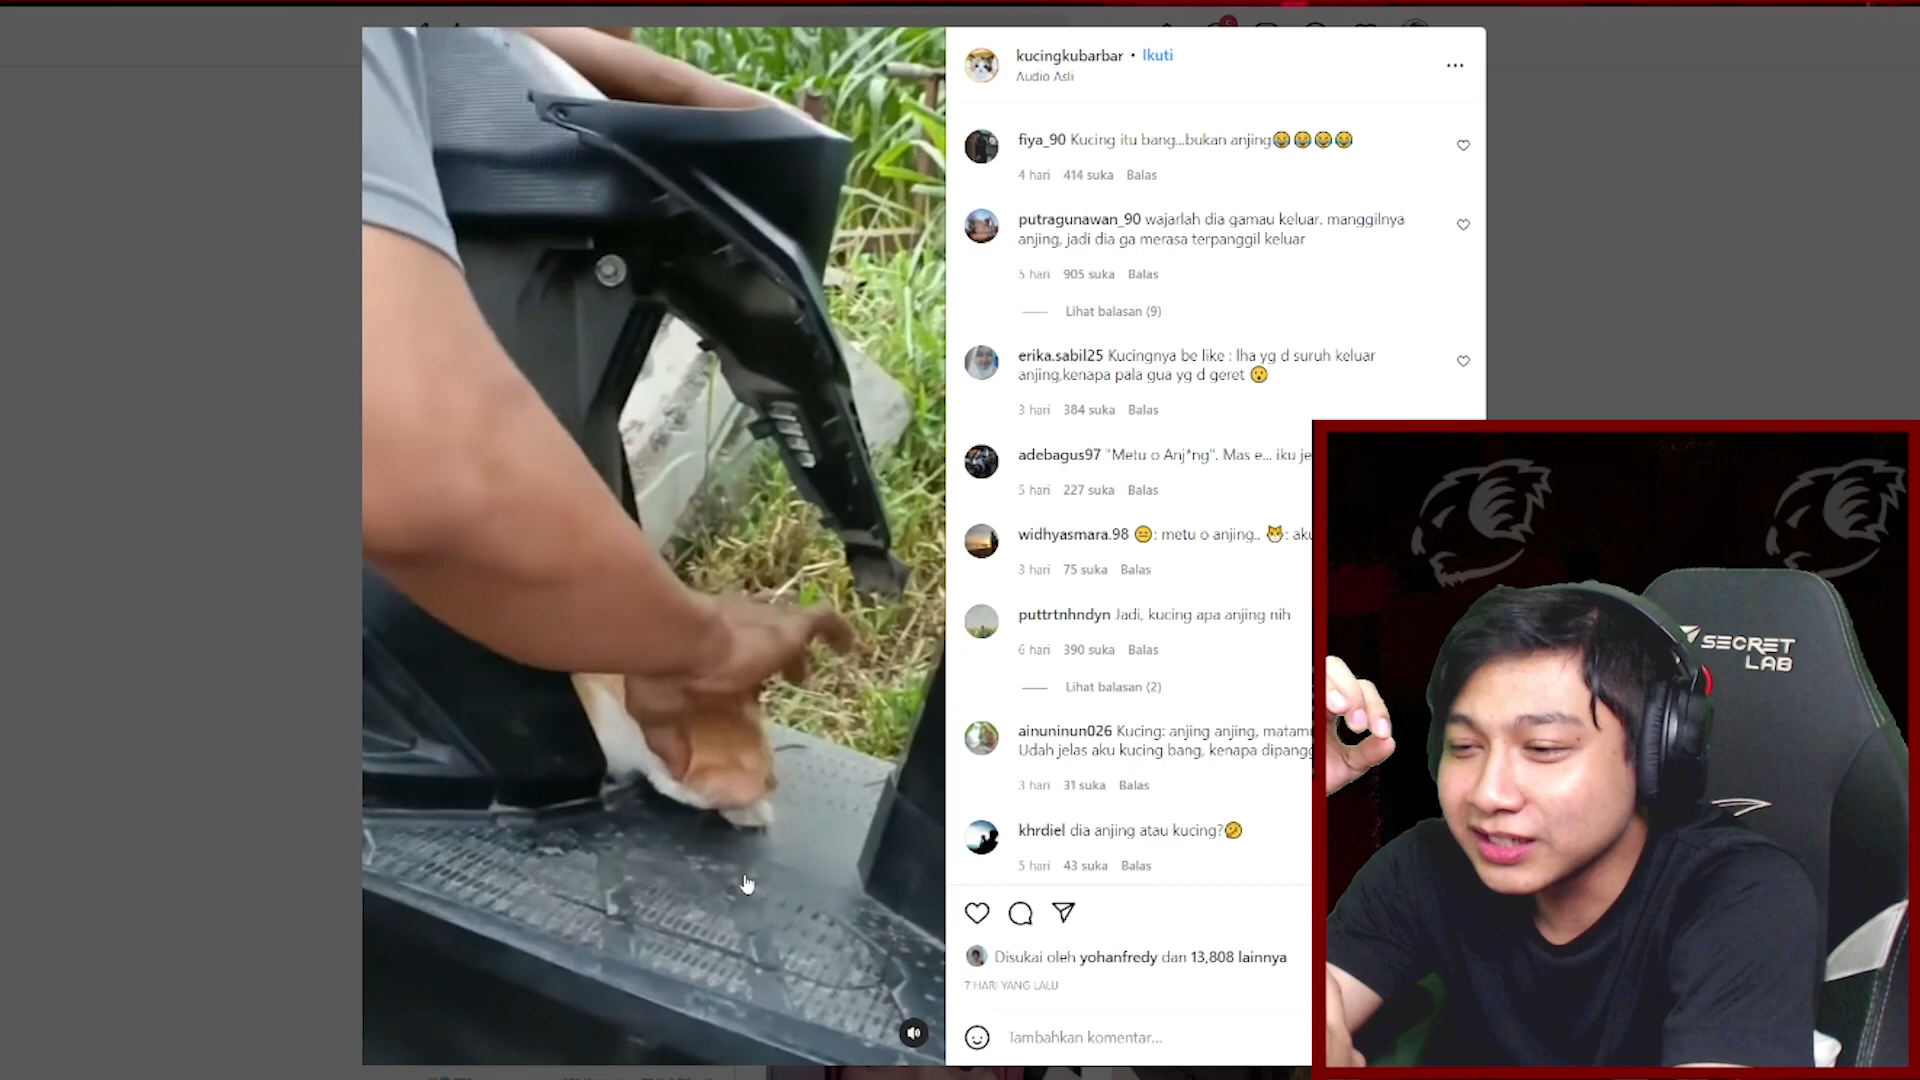 kucingkubarbar • Ikuti
Audio Asli
fiya_90 Kucing itu bang...bukan anjing😂😂😂😂
4 hari 414 suka Balas
putragunawan_90 wajarlah dia gamau keluar. manggilnya
anjing, jadi dia ga merasa terpanggil keluar
5 hari 905 suka Balas
Lihat balasan (9)
erika.sabil25 Kucingnya be like : lha yg d suruh keluar
anjing,kenapa pala gua yg d geret 😯
3 hari 384 suka Balas
adebagus97 "Metu o Anj*ng". Mas e... iku je
5 hari 227 suka Balas
widhyasmara.98 😑: metu o anjing.. 🐱: aku
3 hari 75 suka Balas
puttrtnhndyn Jadi, kucing apa anjing nih
6 hari 390 suka Balas
Lihat balasan (2)
ainuninun026 Kucing: anjing anjing, matam
Udah jelas aku kucing bang, kenapa dipangg
3 hari 31 suka Balas
khrdiel dia anjing atau kucing?🤔
5 hari 43 suka Balas
Disukai oleh yohanfredy dan 13,808 lainnya
7 HARI YANG LALU
Tambahkan komentar...
SECRET
LAB